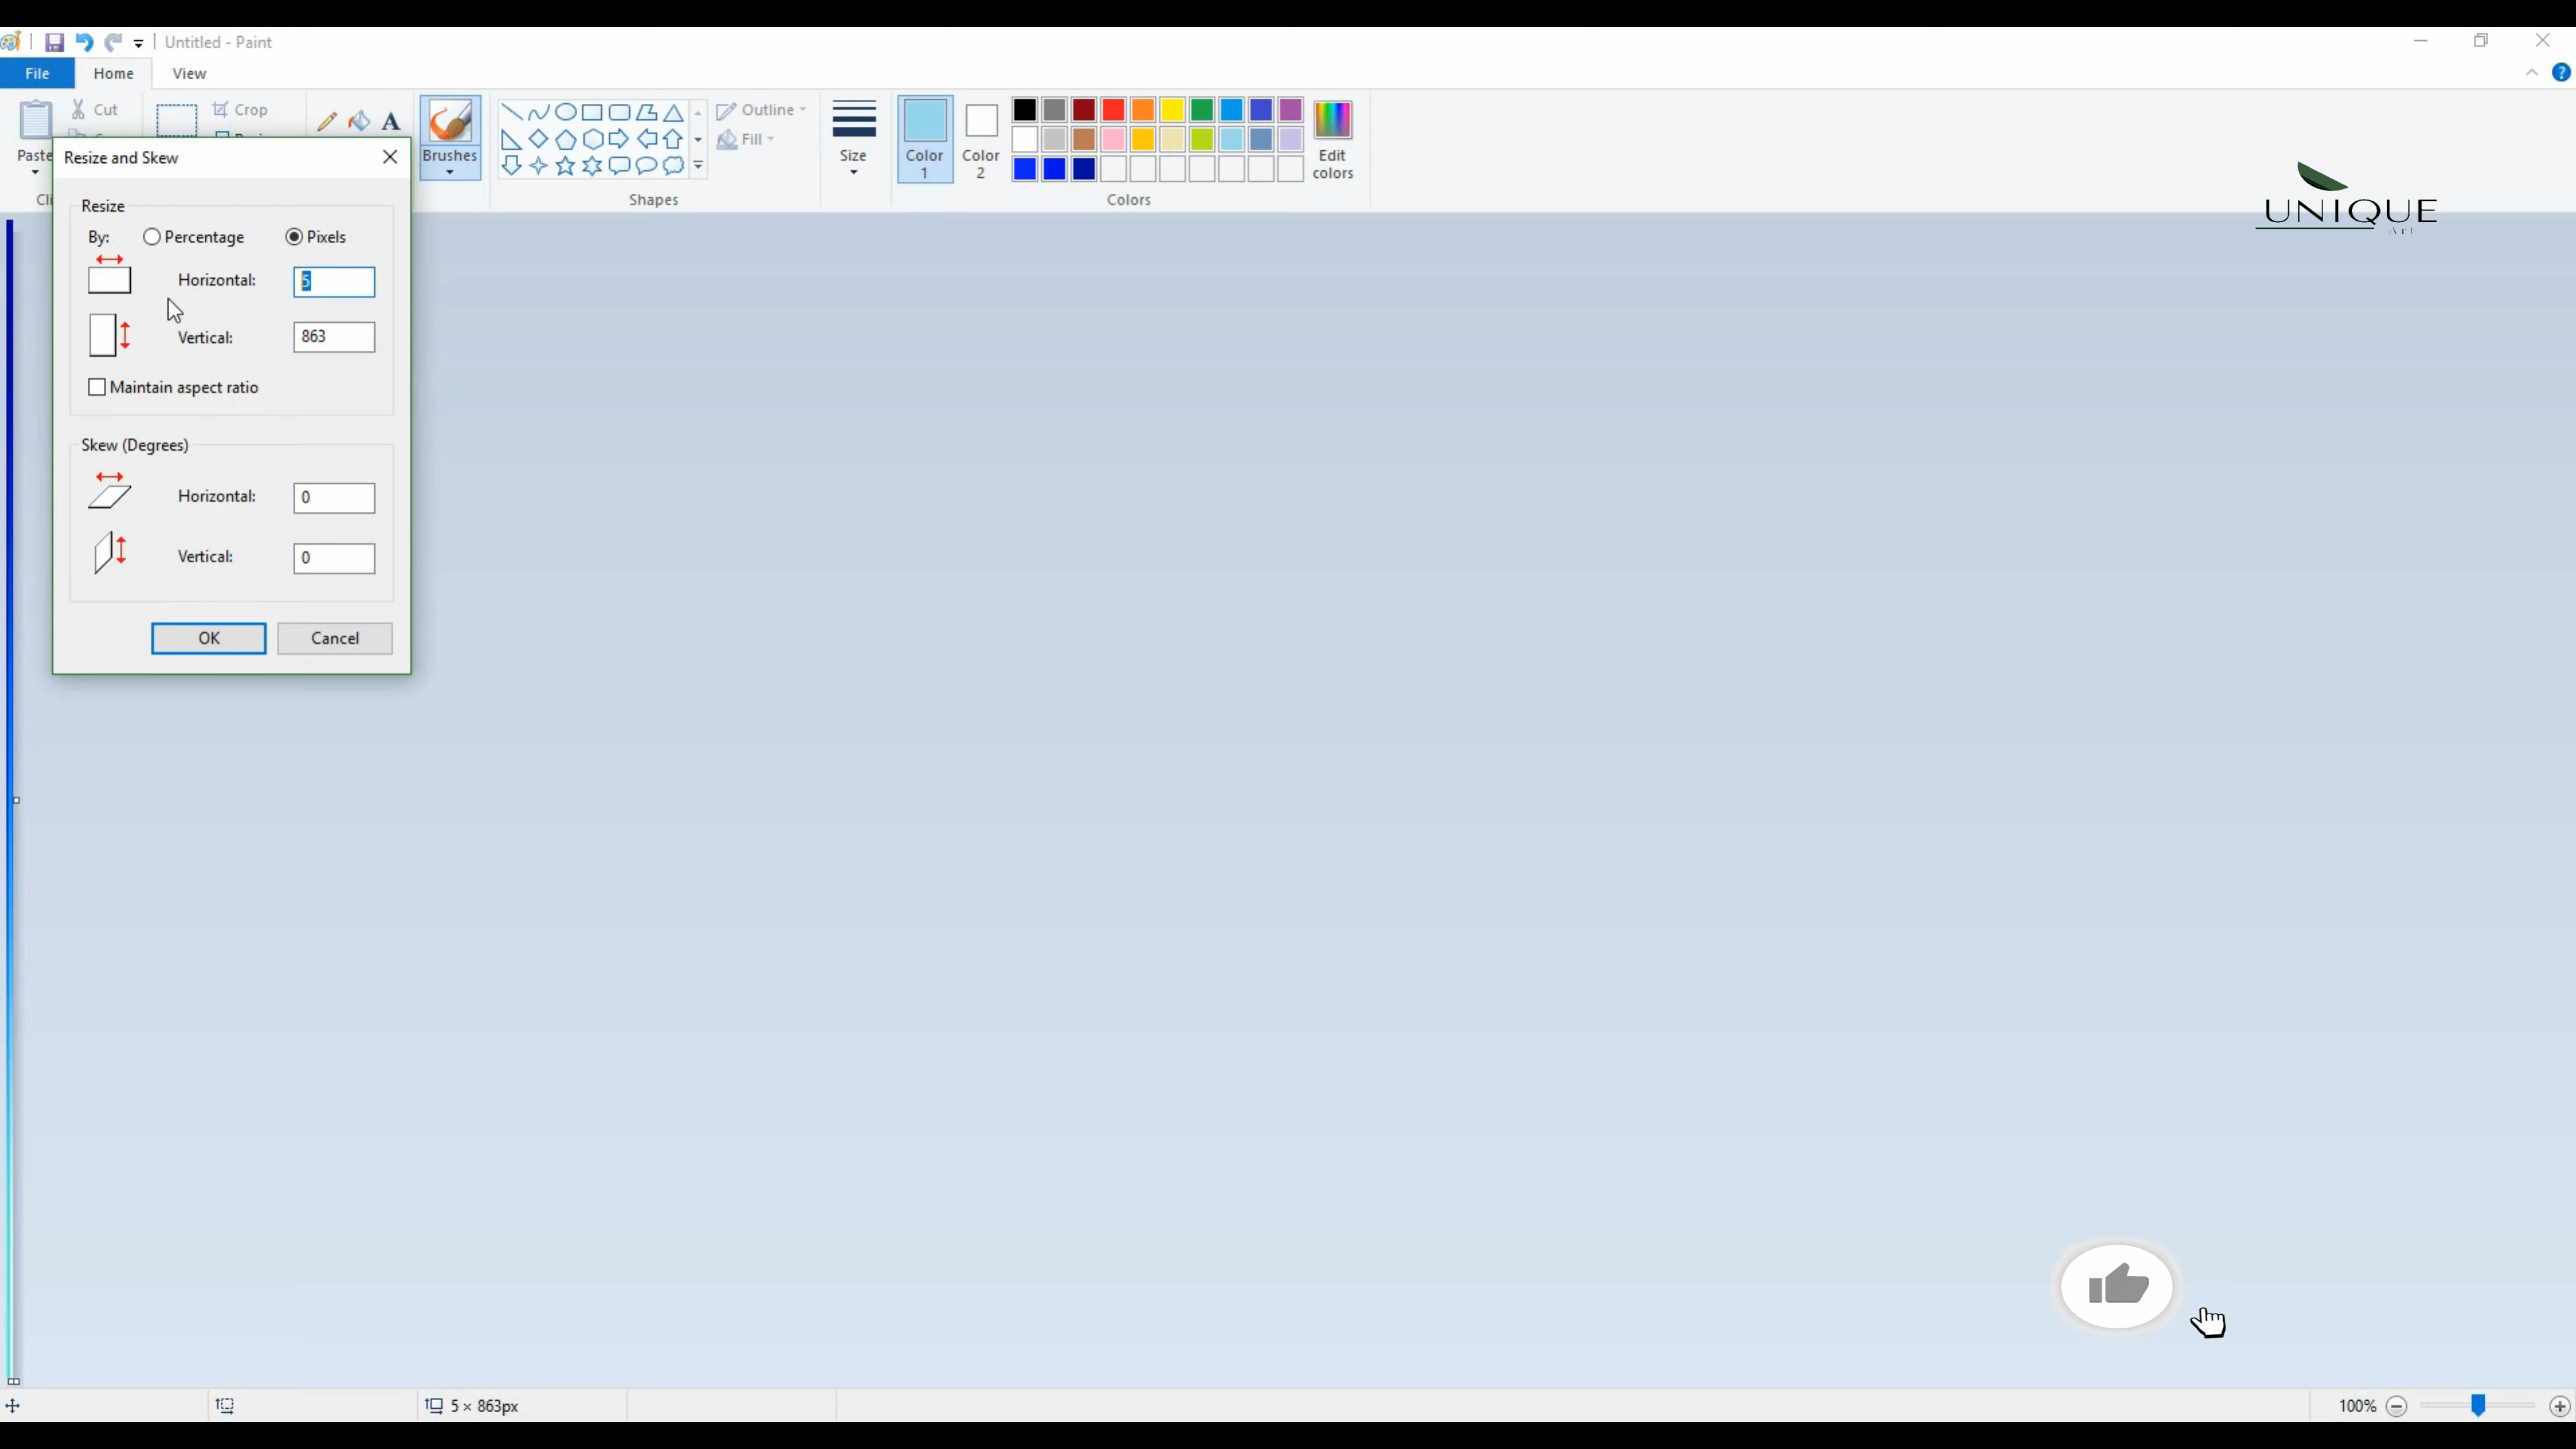 Untitled - Paint
File Home View
Cut Crop
Outline
Fill
Paste Brushes Size Color 1 Color 2 Edit colors
Shapes Colors
Resize and Skew
Resize
By: Percentage Pixels
Horizontal: 5
Vertical: 863
Maintain aspect ratio
Skew (Degrees)
Horizontal: 0
Vertical: 0
OK Cancel
UNIQUE
Art
5 × 863px
100%